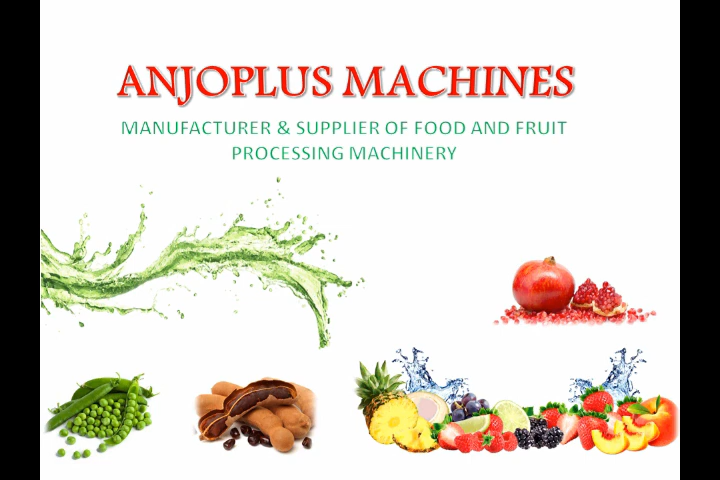 ANJOPLUS MACHINES
MANUFACTURER & SUPPLIER OF FOOD AND FRUIT
PROCESSING MACHINERY